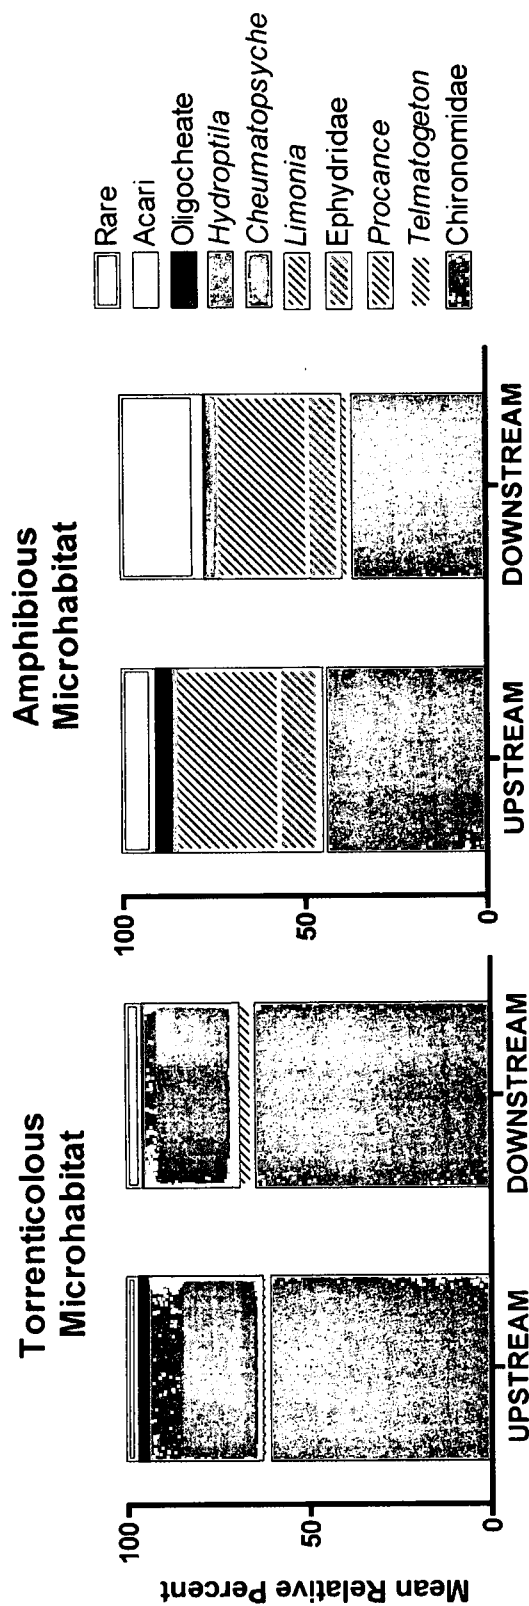 Torrenticolous
Microhabitat
Amphibious
Microhabitat
Mean Relative Percent
100
50
0
UPSTREAM
DOWNSTREAM
100
50
0
UPSTREAM
DOWNSTREAM
Rare
Acari
Oligocheate
Hydroptila
Cheumatopsyche
Limonia
Ephydridae
Procance
Telmatogeton
Chironomidae